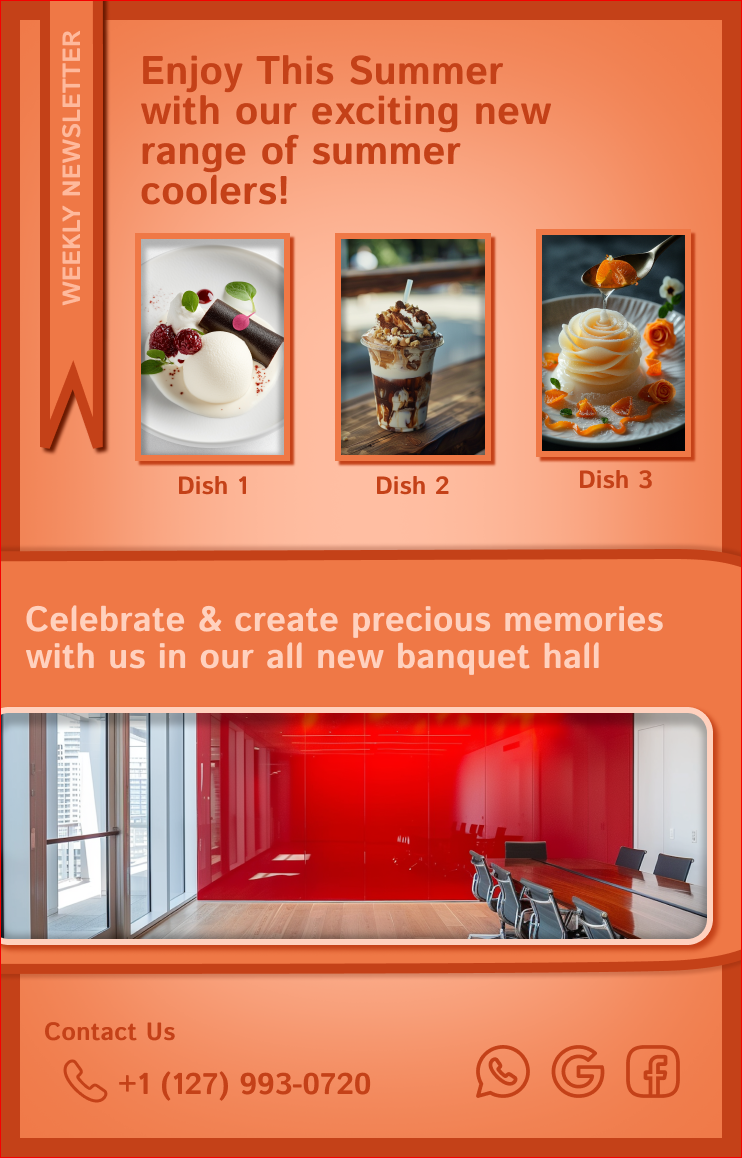 WEEKLY NEWSLETTER
Enjoy This Summer
with our exciting new
range of summer
coolers!
Dish 1
Dish 2
Dish 3
Celebrate & create precious memories
with us in our all new banquet hall
Contact Us
+1 (127) 993-0720